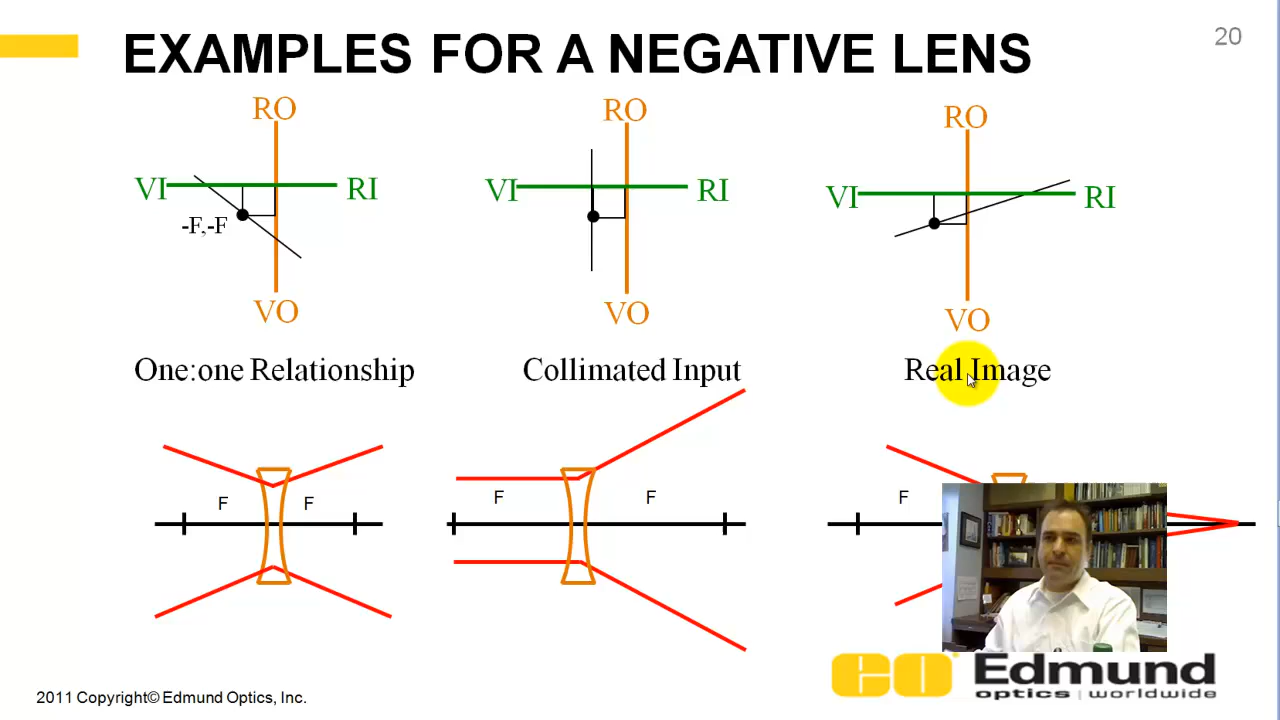 EXAMPLES FOR A NEGATIVE LENS
20
RO
VI
RI
-F,-F
VO
RO
VI
RI
VO
RO
VI
RI
VO
One:one Relationship
Collimated Input
Real Image
F
F
F
F
F
EO
Edmund
optics | worldwide
2011 Copyright© Edmund Optics, Inc.